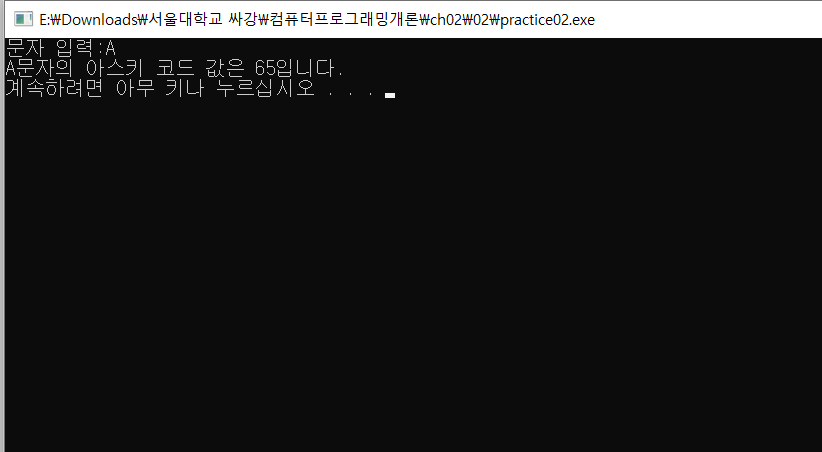 E:₩Downloads₩서울대학교 싸강₩컴퓨터프로그래밍개론₩ch02₩02₩practice02.exe
문자 입력:A
A문자의 아스키 코드 값은 65입니다.
계속하려면 아무 키나 누르십시오 . . .